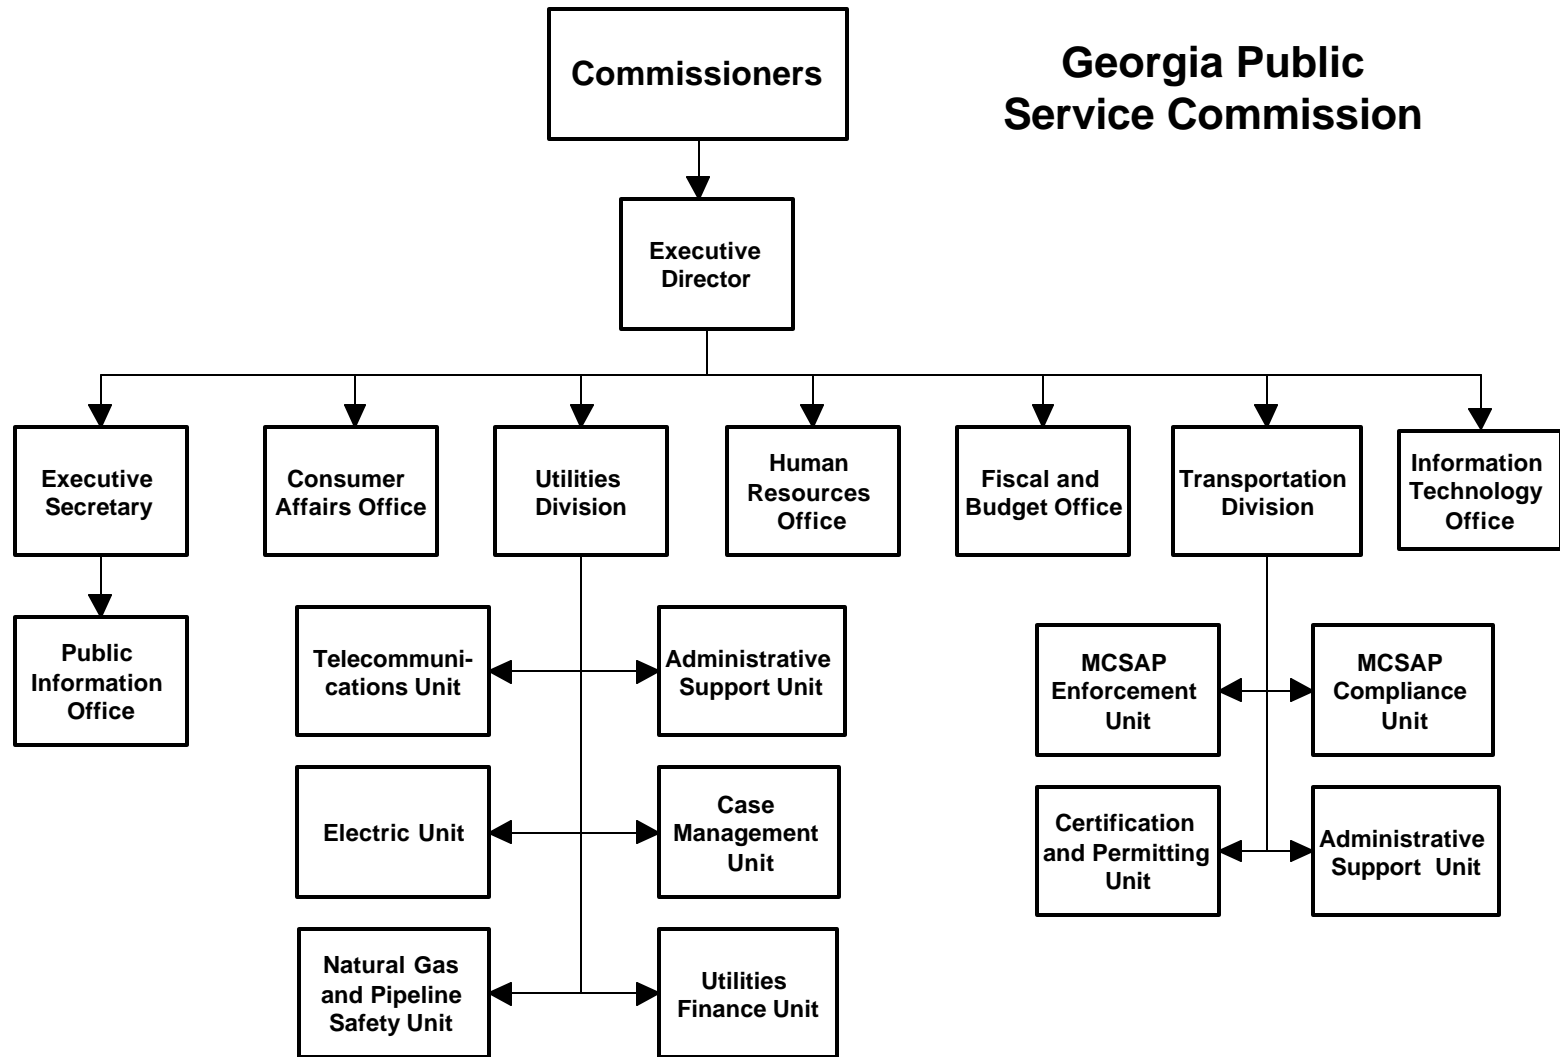 Commissioners
Georgia Public
Service Commission
Executive
Director
Executive
Secretary
Consumer
Affairs Office
Utilities
Division
Human
Resources
Office
Fiscal and
Budget Office
Transportation
Division
Information
Technology
Office
Public
Information
Office
Telecommuni-
cations Unit
Administrative
Support Unit
MCSAP
Enforcement
Unit
MCSAP
Compliance
Unit
Electric Unit
Case
Management
Unit
Certification
and Permitting
Unit
Administrative
Support Unit
Natural Gas
and Pipeline
Safety Unit
Utilities
Finance Unit